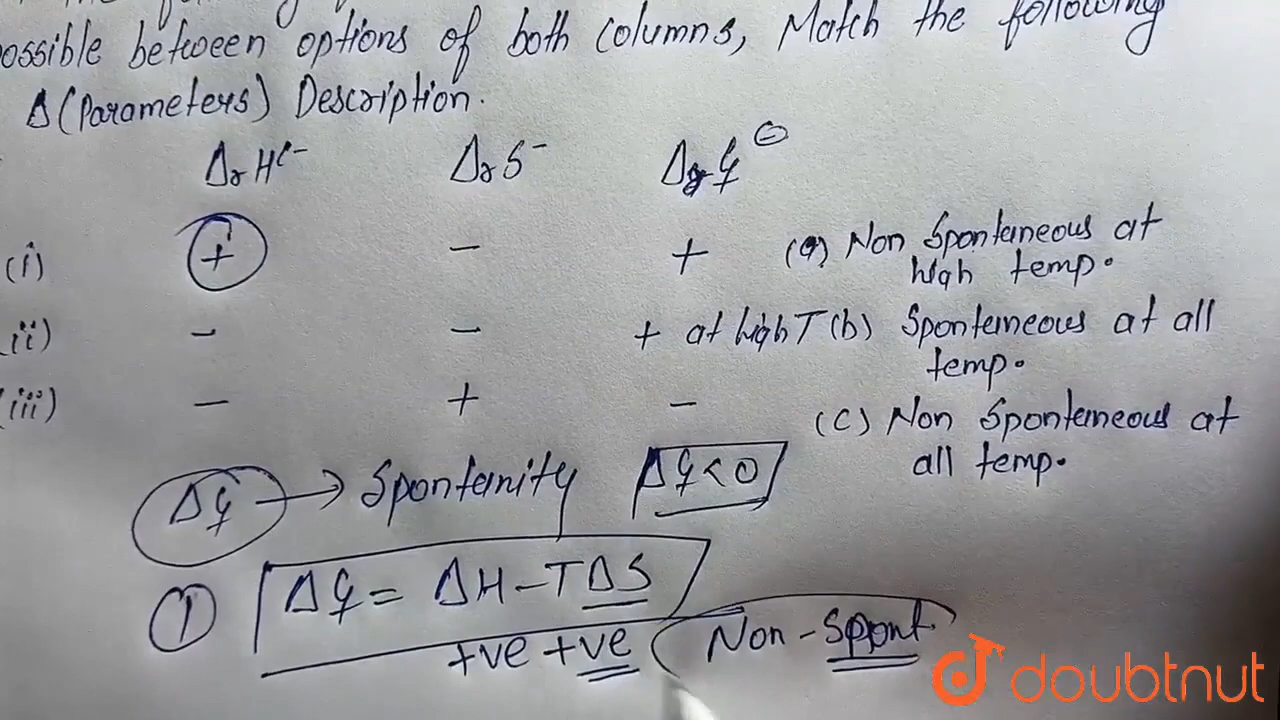 the
possible between options of both columns, Match the following
Δ (Parameters) Description.
ΔrH⊖ ΔrS⊖ ΔrG⊖
(i) + - + (a) Non Spontaneous at
high temp.
(ii) - - + at high T (b) Spontaneous at all
temp.
(iii) - + - (c) Non Spontaneous at
all temp.
ΔG → Spontanity ΔG<0
① ΔG = ΔH-TΔS
+ve +ve Non-Spont.
doubtnut